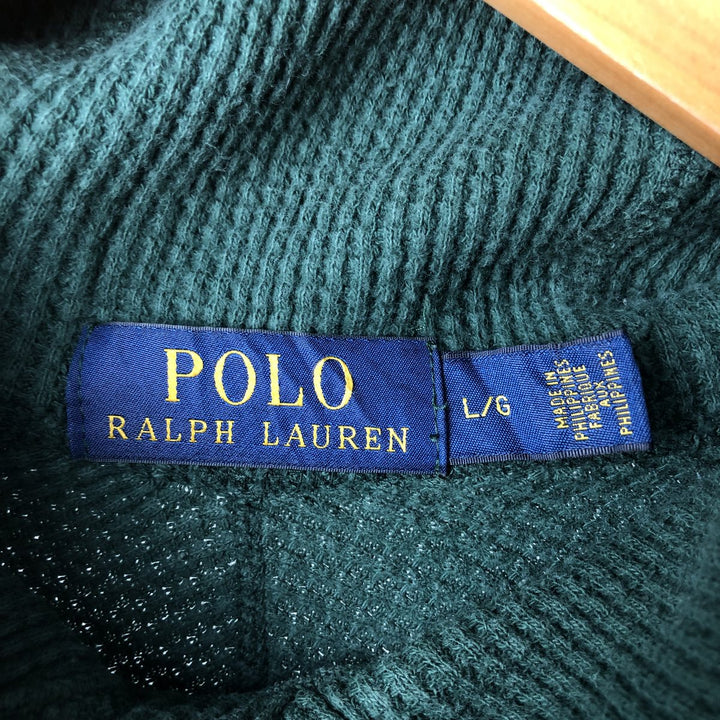 POLO
RALPH LAUREN
L/G
MADE IN
PHILIPPINES
FABRIQUE
AUX
PHILIPPINES